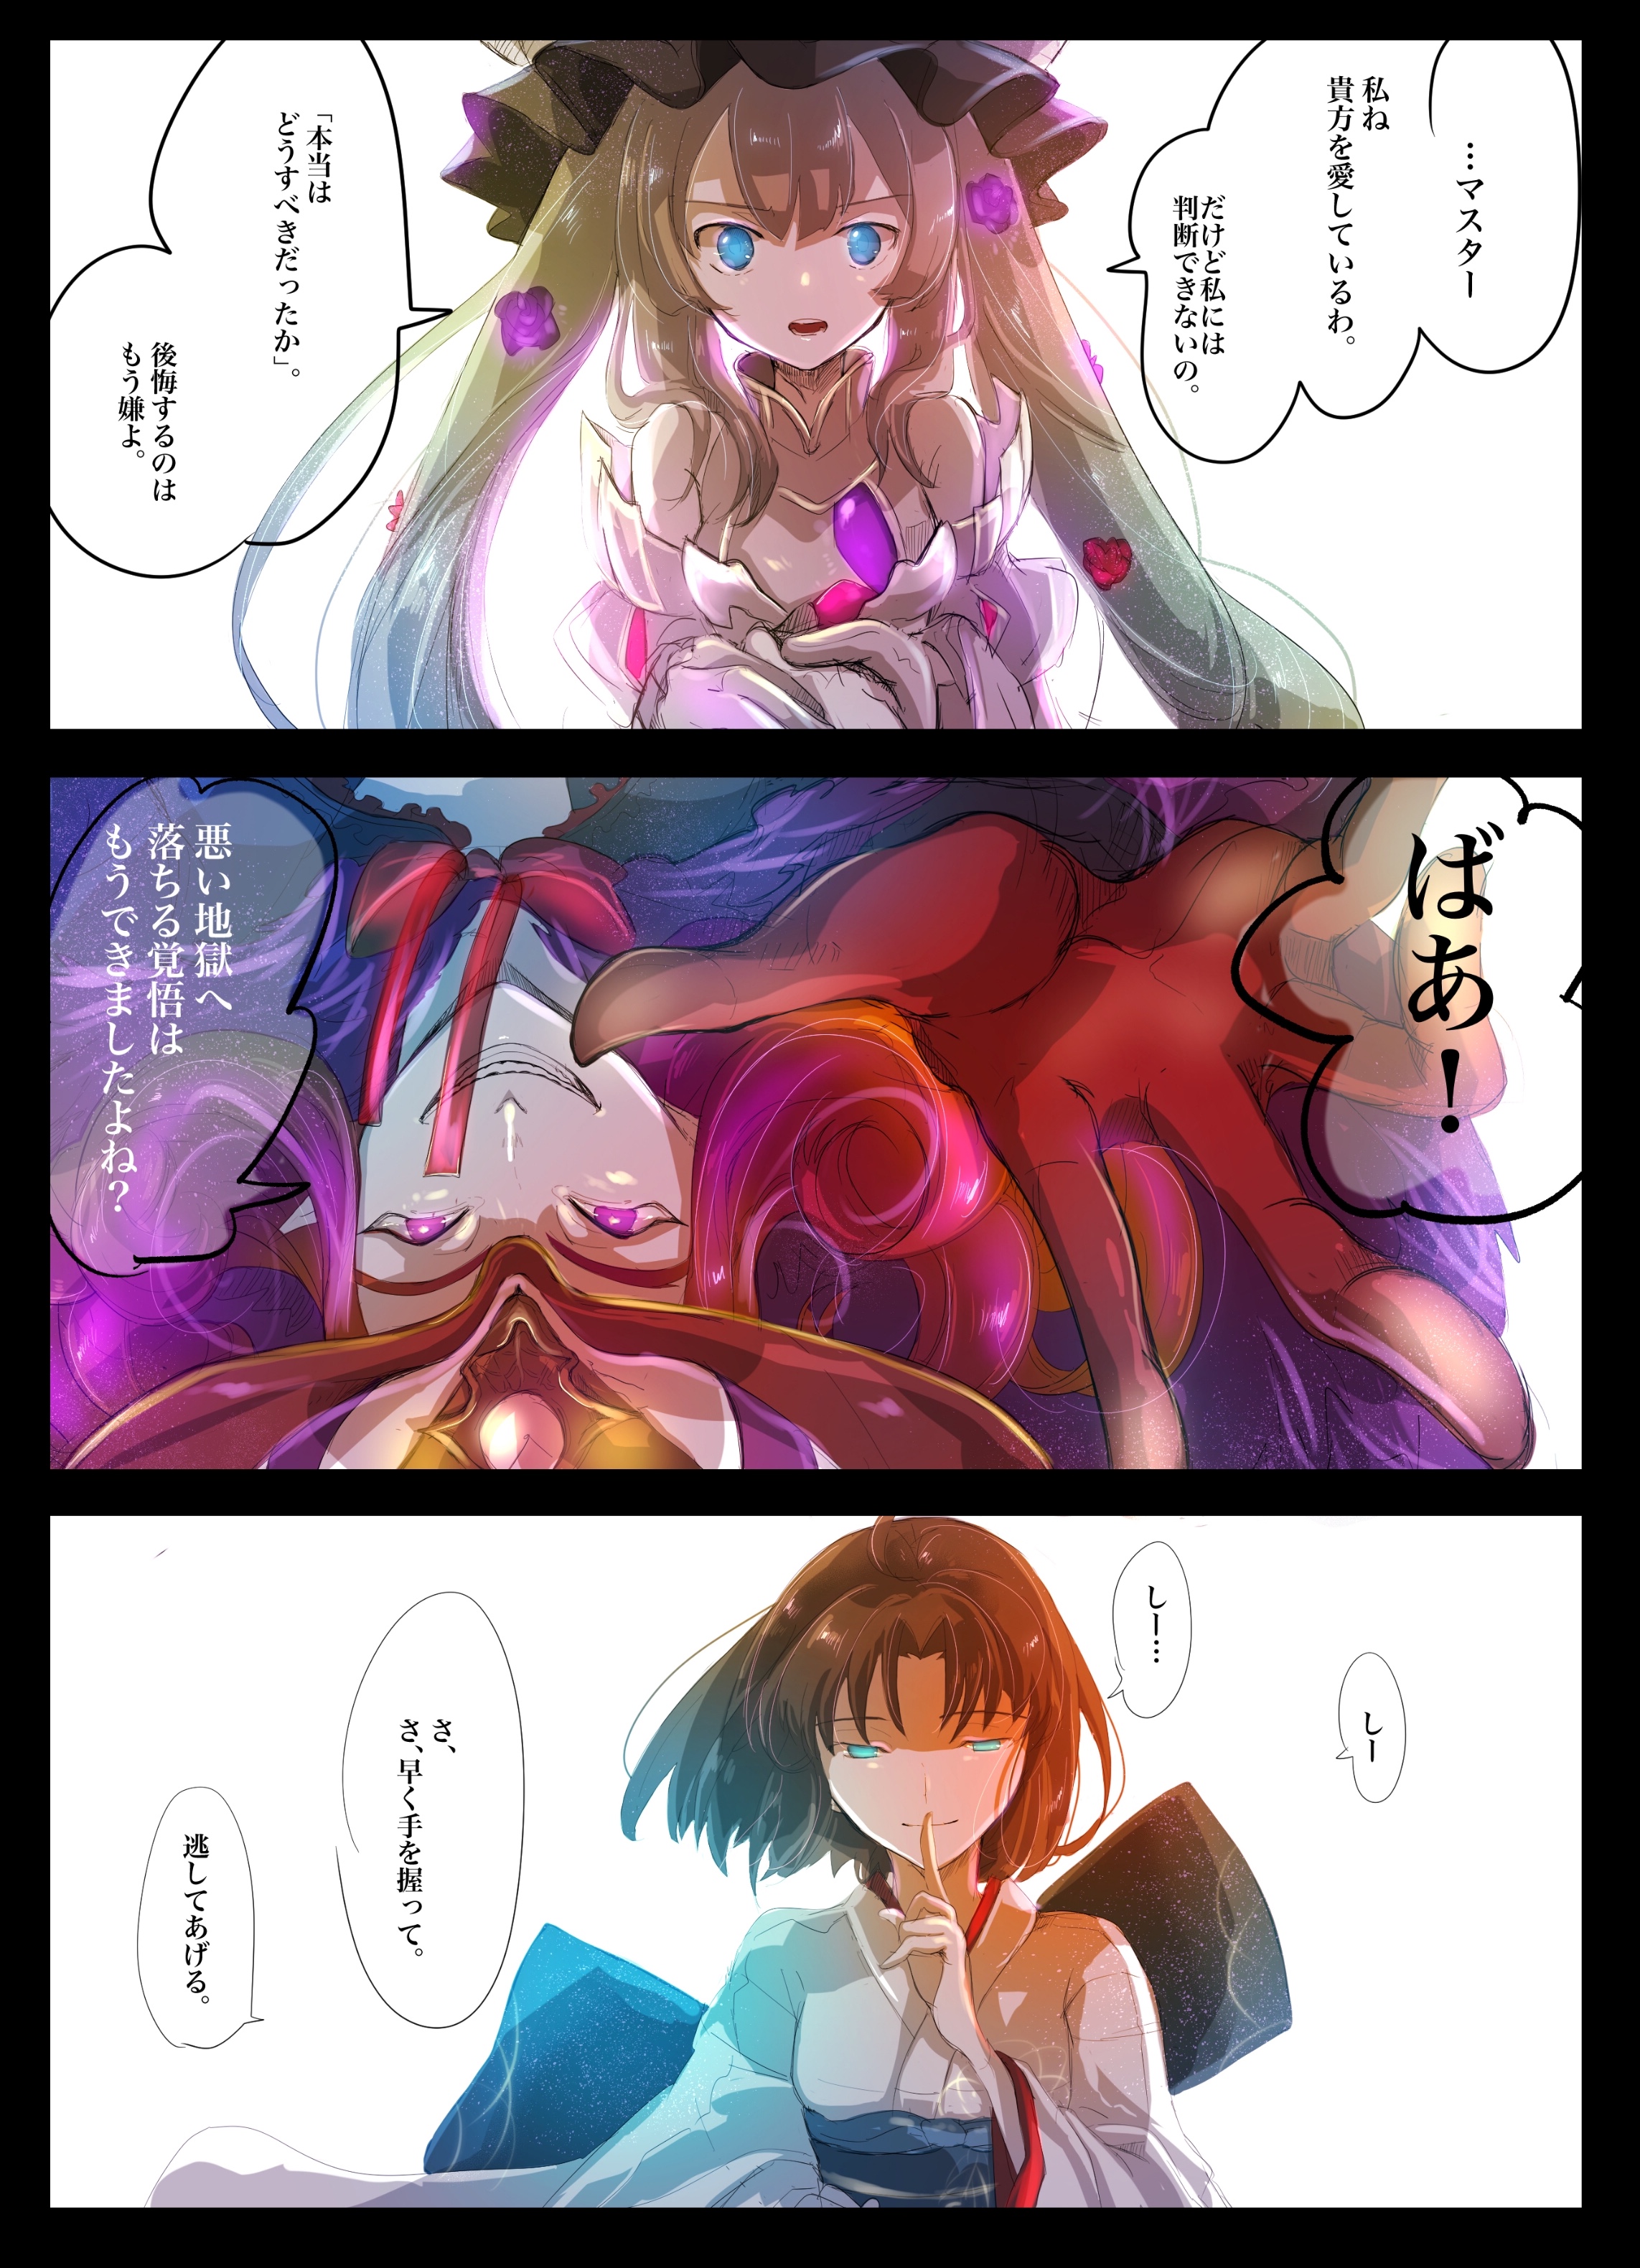 …マスター
私ね
貴方を愛しているわ。
だけど私には
判断できないの。
「本当は
どうすべきだったか」。
後悔するのは
もう嫌よ。
ばあ!
悪い地獄へ
落ちる覚悟は
もうできましたよね?
しー
しー…
さ、
さ、早く手を握って。
逃してあげる。